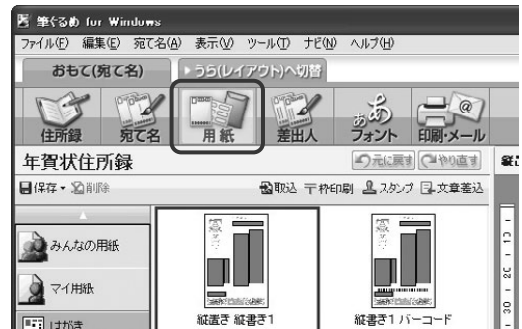 筆ぐるめ for Windows
ファイル(F) 編集(E) 宛て名(A) 表示(V) ツール(T) ナビ(N) ヘルプ(H)
おもて(宛て名) うら(レイアウト)へ切替
住所録 宛て名 用紙 差出人 フォント 印刷・メール
年賀状住所録 元に戻す やり直す
保存 削除 取込 〒枠印刷 スタンプ 文章差込
みんなの用紙
マイ用紙
はがき
縦置き 縦書き1 縦書き1 バーコード